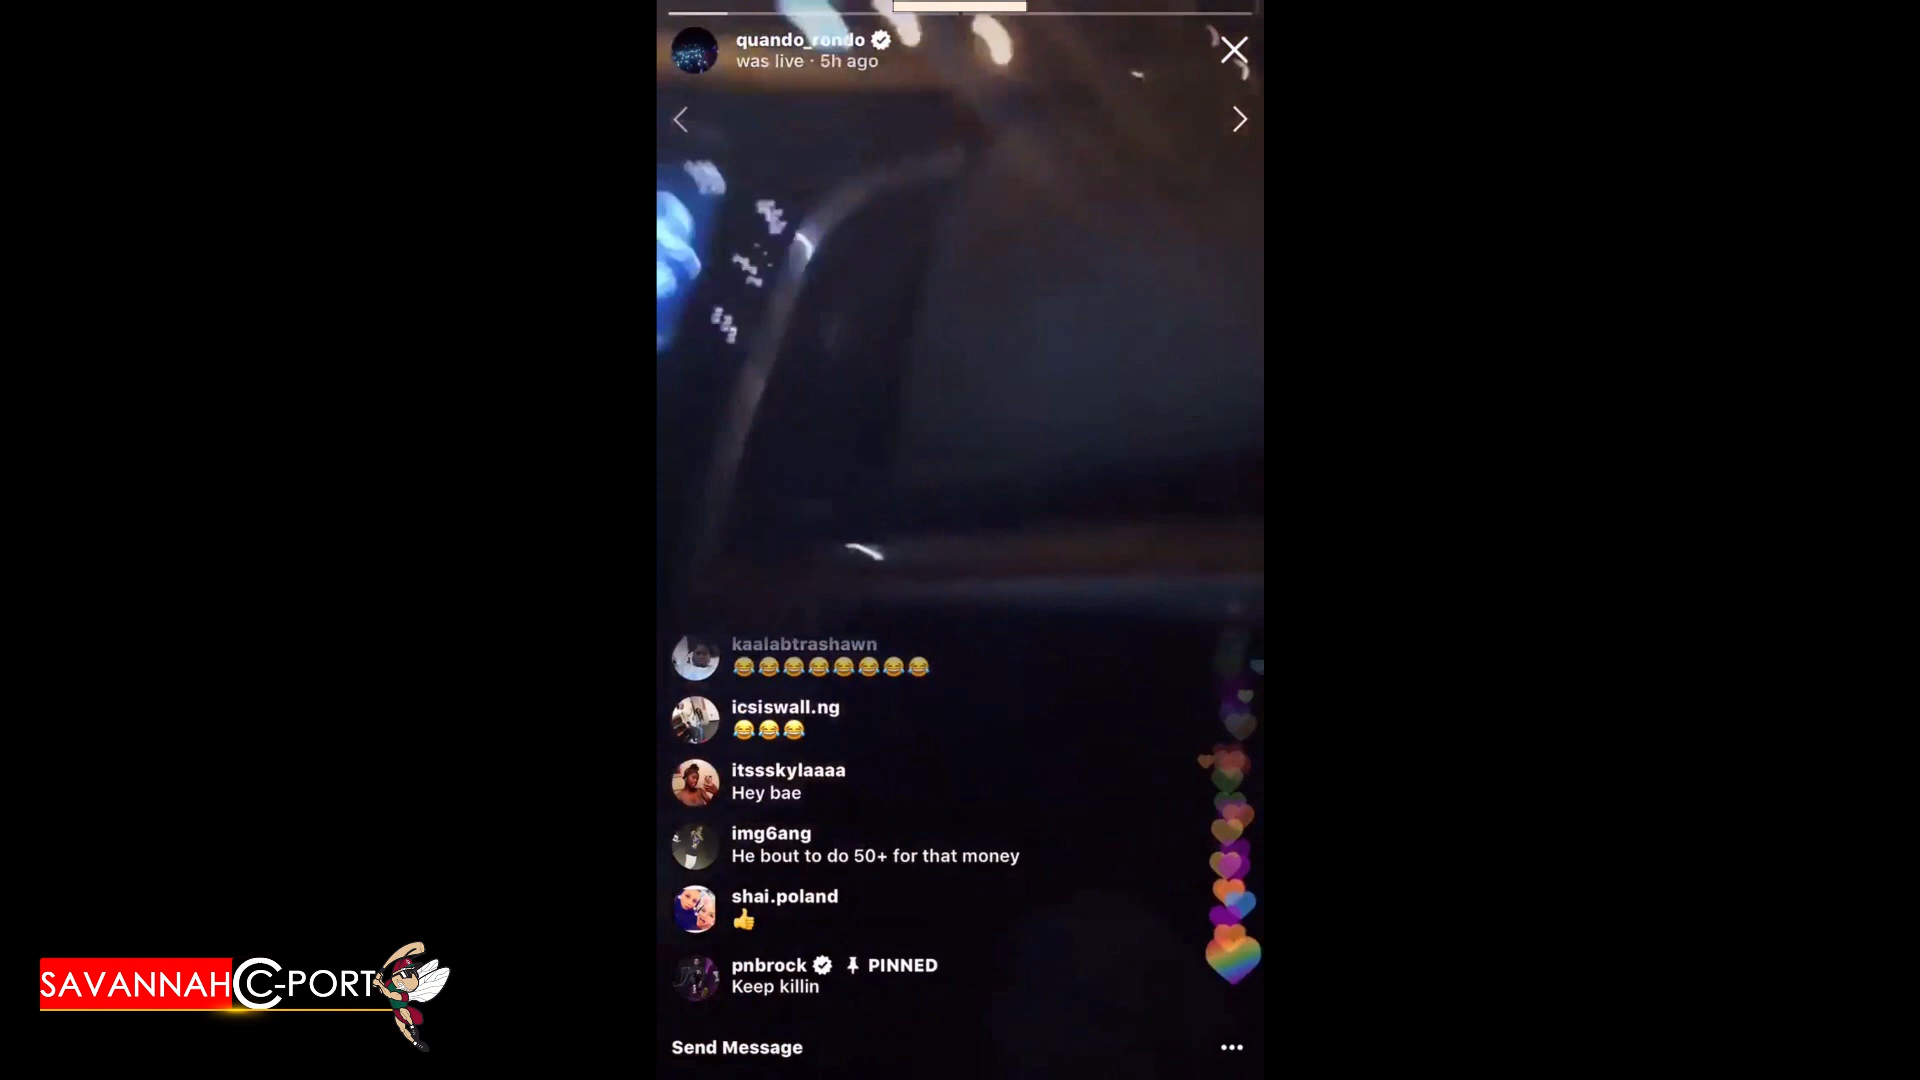 quando_rondo
was live · 5h ago
kaalabtrashawn
😂😂😂😂😂😂😂😂
icsiswall.ng
😂😂😂
itssskylaaaa
Hey bae
img6ang
He bout to do 50+ for that money
shai.poland
👍
pnbrock PINNED
Keep killin
Send Message
SAVANNAH C-PORT